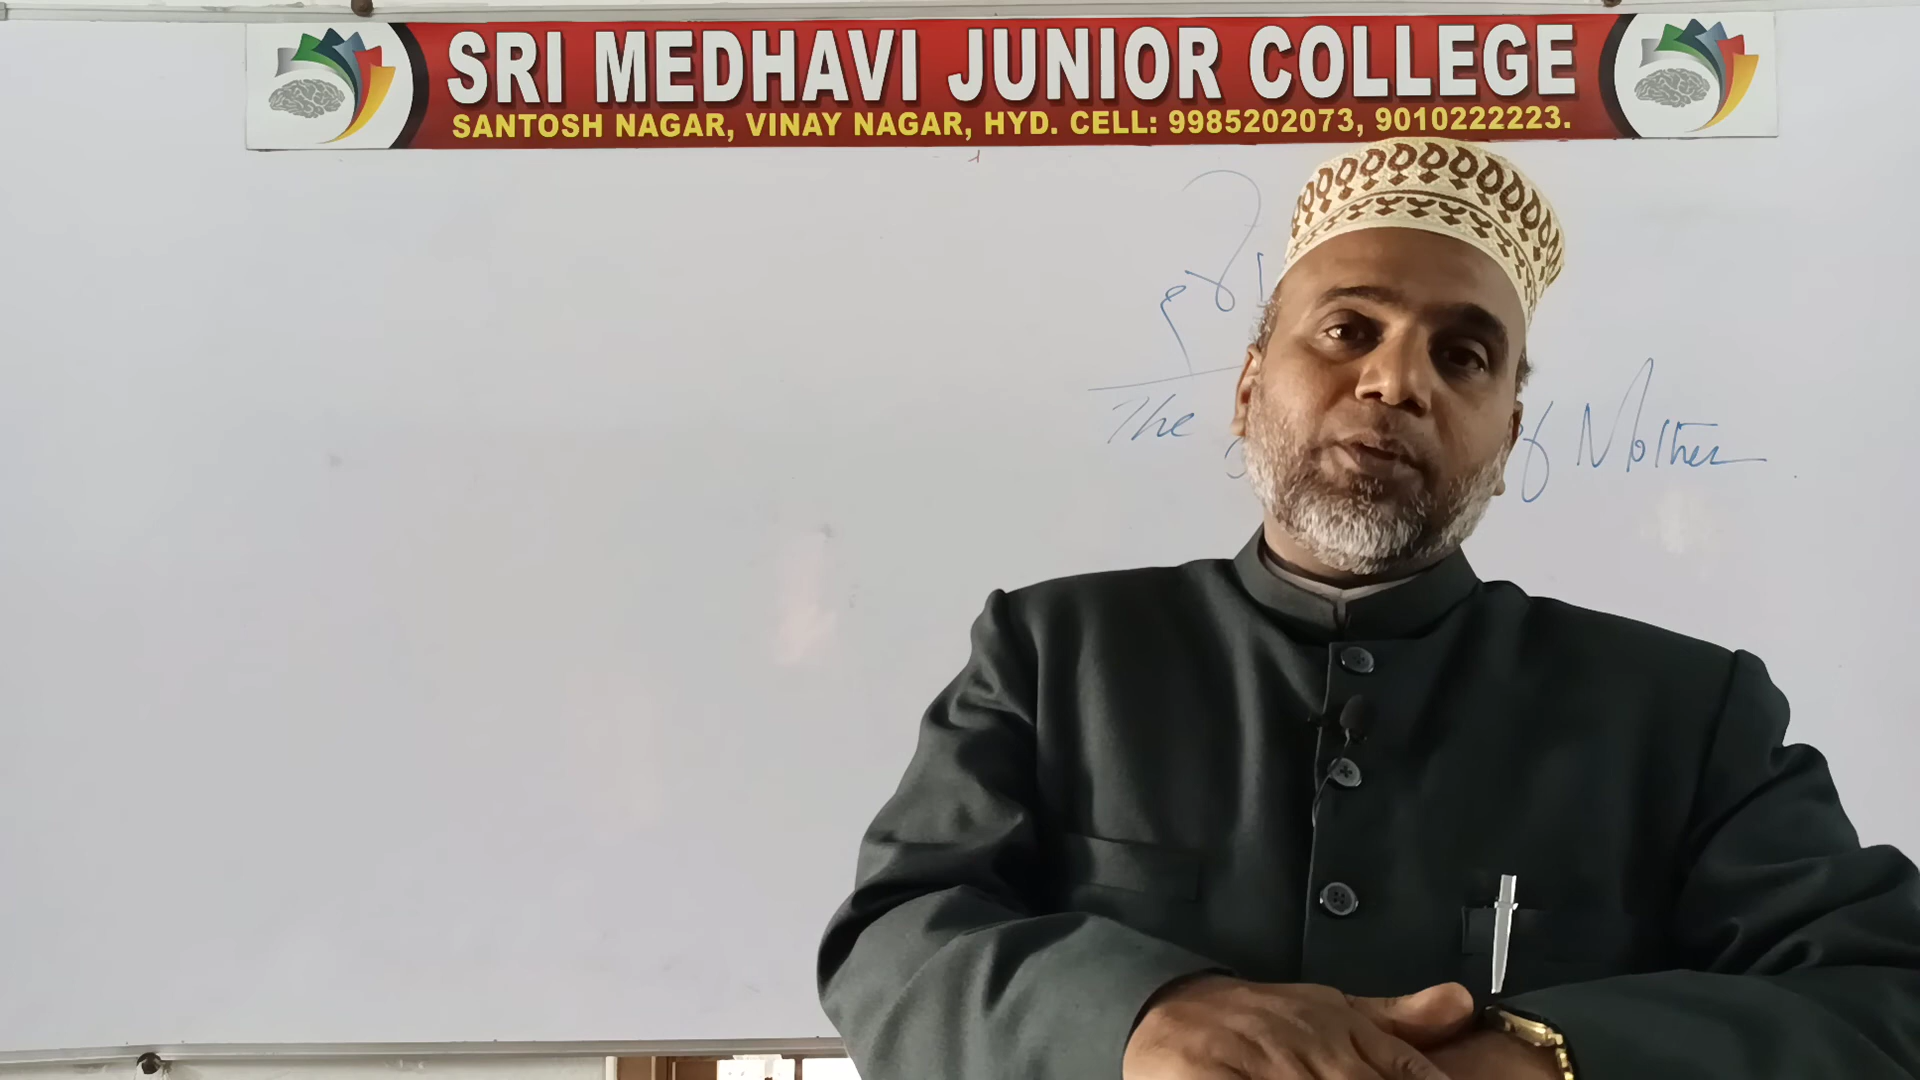 SRI MEDHAVI JUNIOR COLLEGE
SANTOSH NAGAR, VINAY NAGAR, HYD. CELL: 9985202073, 9010222223.
The of Mother